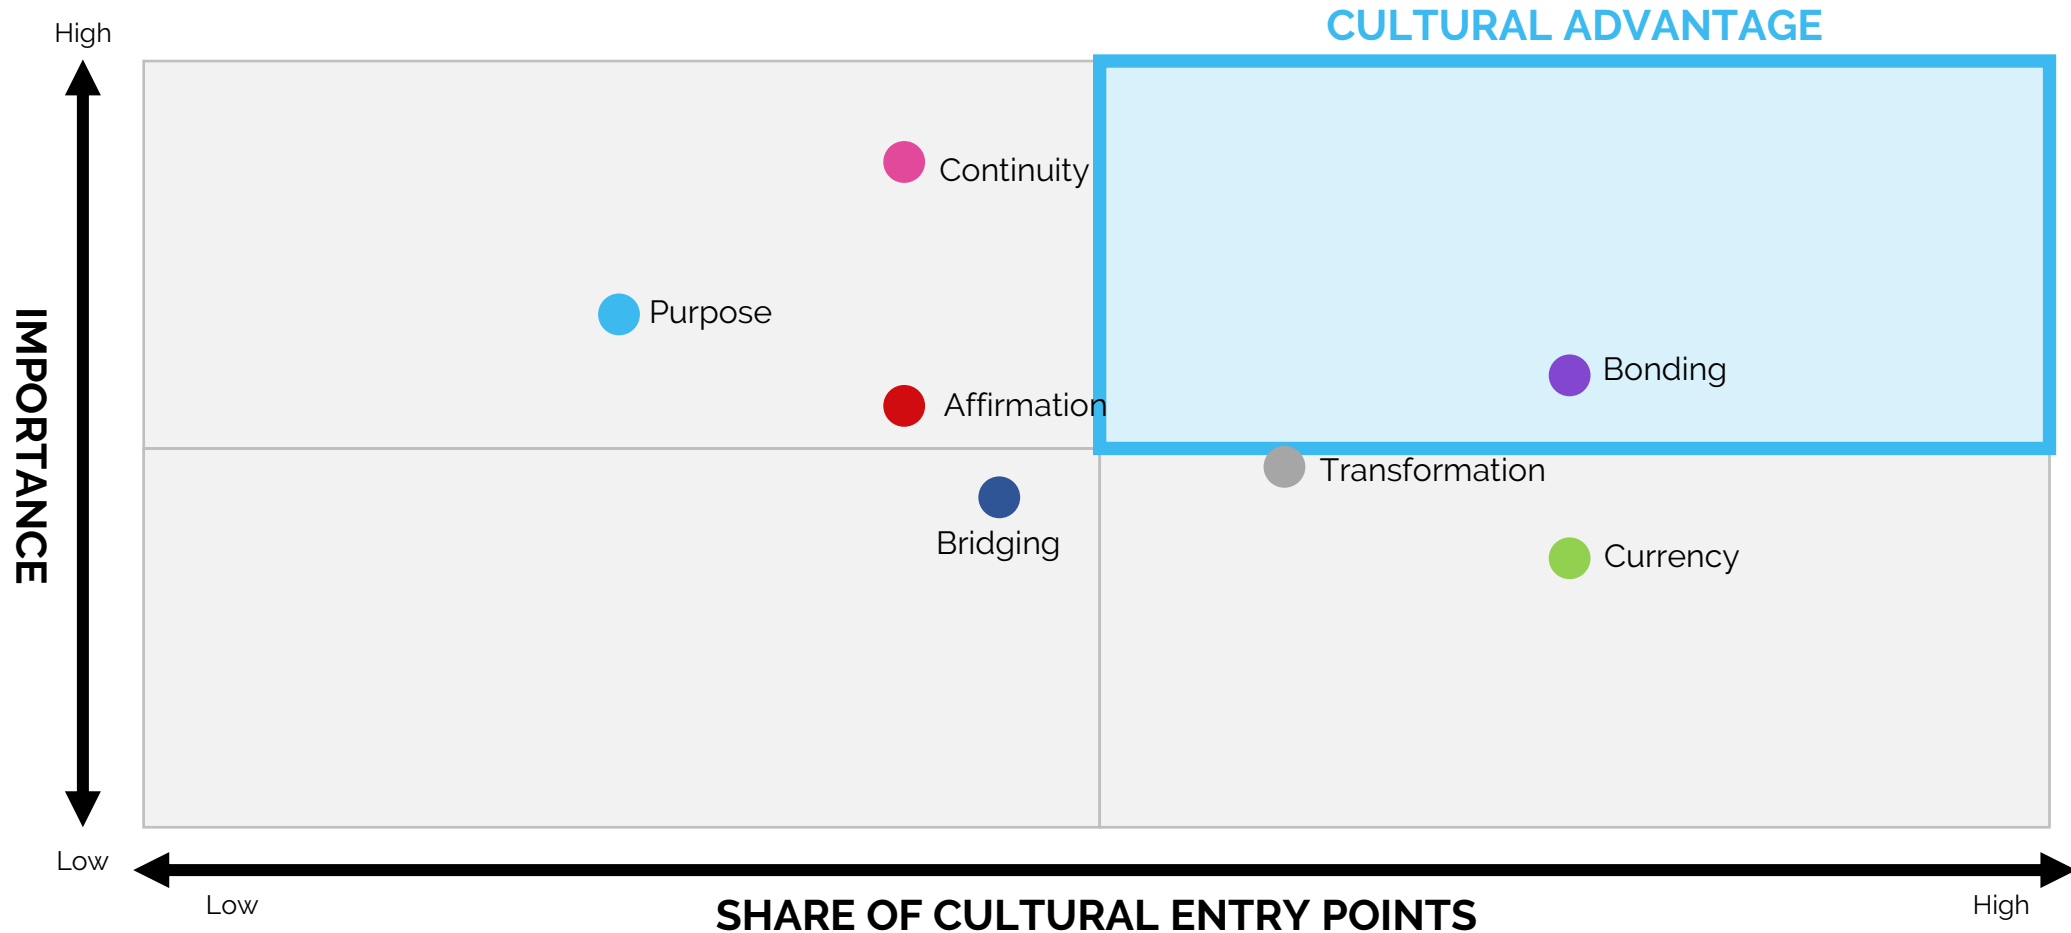 High
CULTURAL ADVANTAGE
Continuity
Purpose
Bonding
Affirmation
Transformation
Bridging
Currency
IMPORTANCE
Low
Low
SHARE OF CULTURAL ENTRY POINTS
High